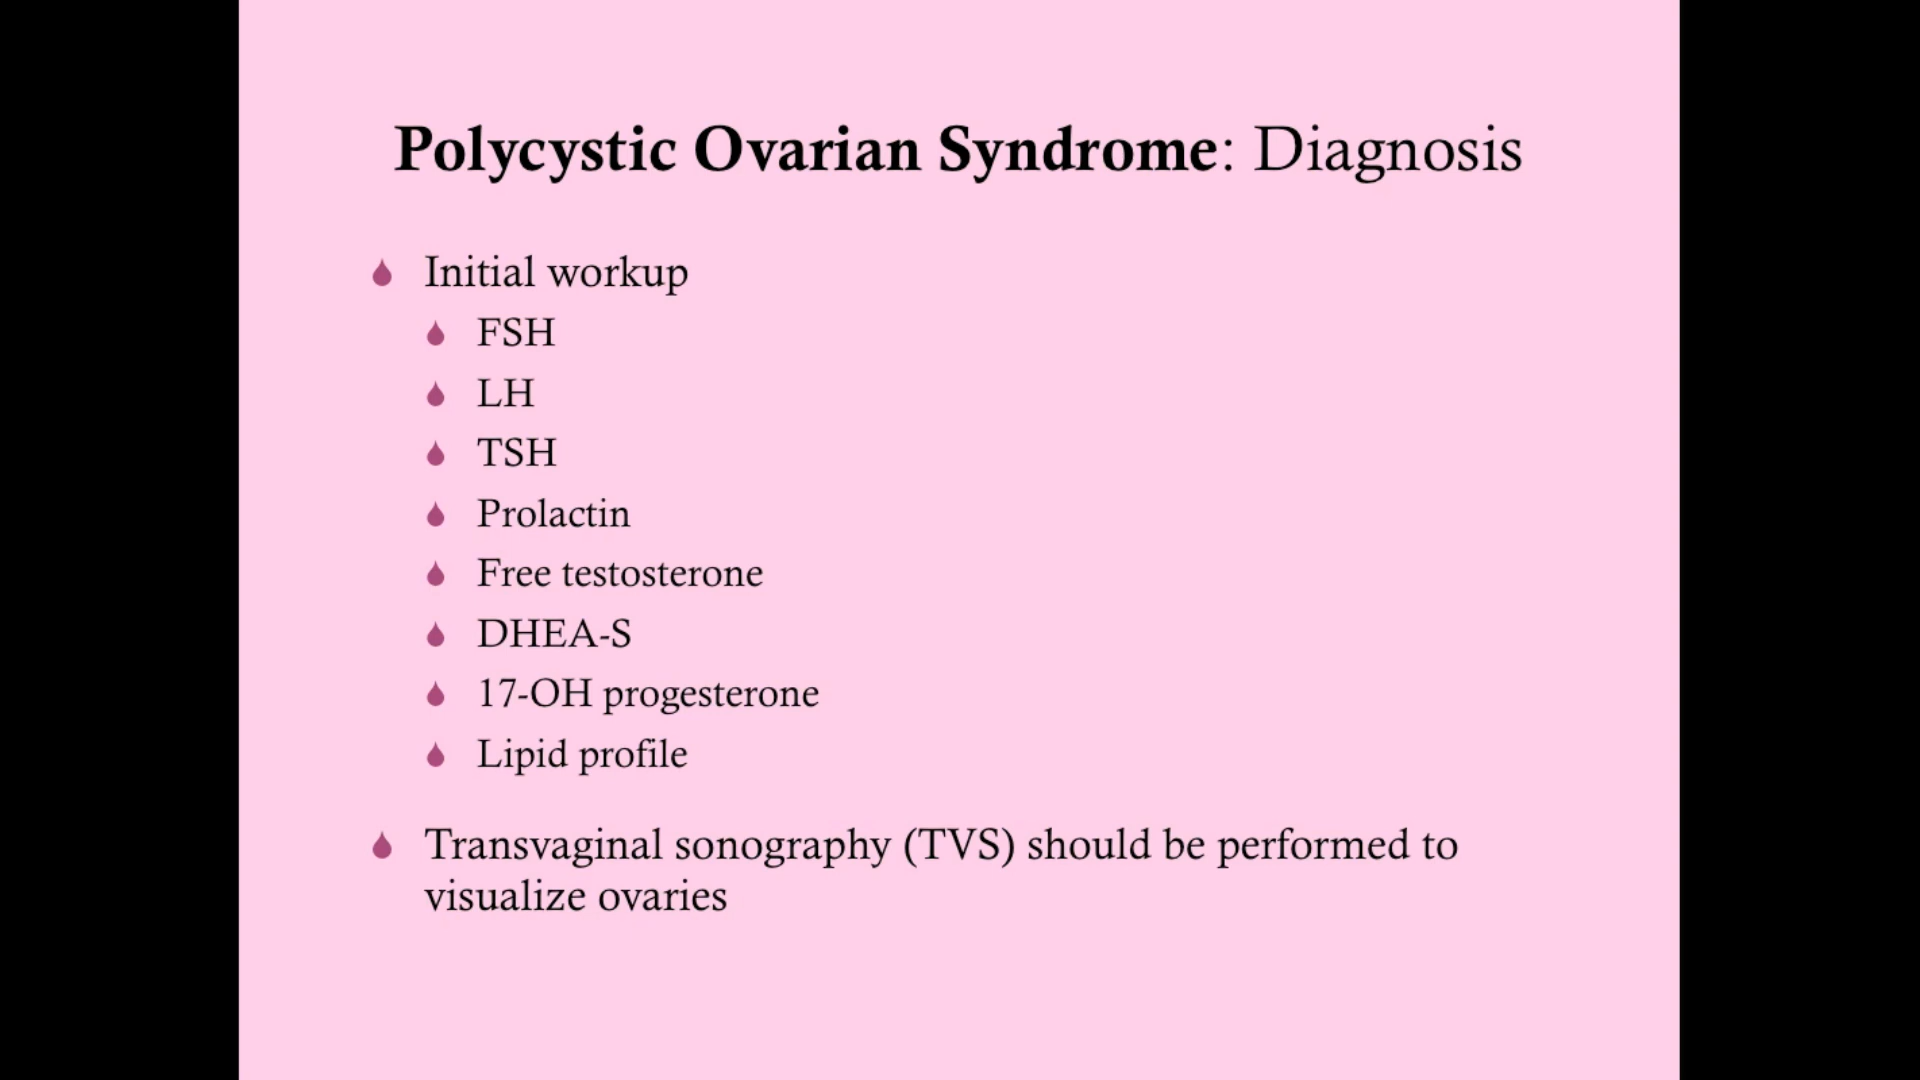 Polycystic Ovarian Syndrome: Diagnosis
Initial workup
FSH
LH
TSH
Prolactin
Free testosterone
DHEA-S
17-OH progesterone
Lipid profile
Transvaginal sonography (TVS) should be performed to
visualize ovaries